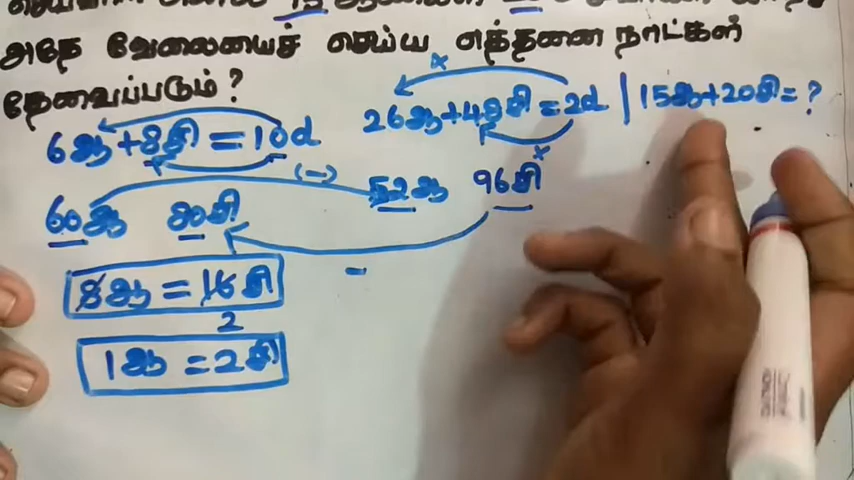 அதே வேலையைச் செய்ய எத்தனை நாட்கள்
தேவைப்படும்?
6ஆ+8சி = 10d
26ஆ+48சி = 2d | 15ஆ+20சி = ?
60ஆ 80சி (-) 52ஆ 96சி
8ஆ = 16சி
2
1ஆ = 2சி